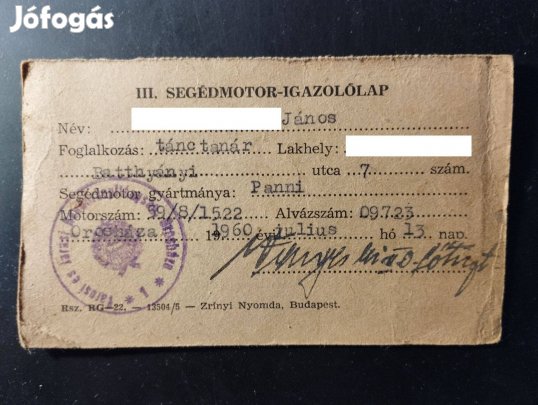 Jófogás
III. SEGÉDMOTOR-IGAZOLÓLAP
Név: János
Foglalkozás: tánctanár Lakhely:
Batthyányi utca 7 szám.
Segédmotor gyártmánya: Panni
Motorszám: 59/8/1522 Alvázszám: 09723
Orosháza 1960 évi július hó 13 nap.
Rsz. RG—22. — 13504/5 — Zrínyi Nyomda, Budapest.